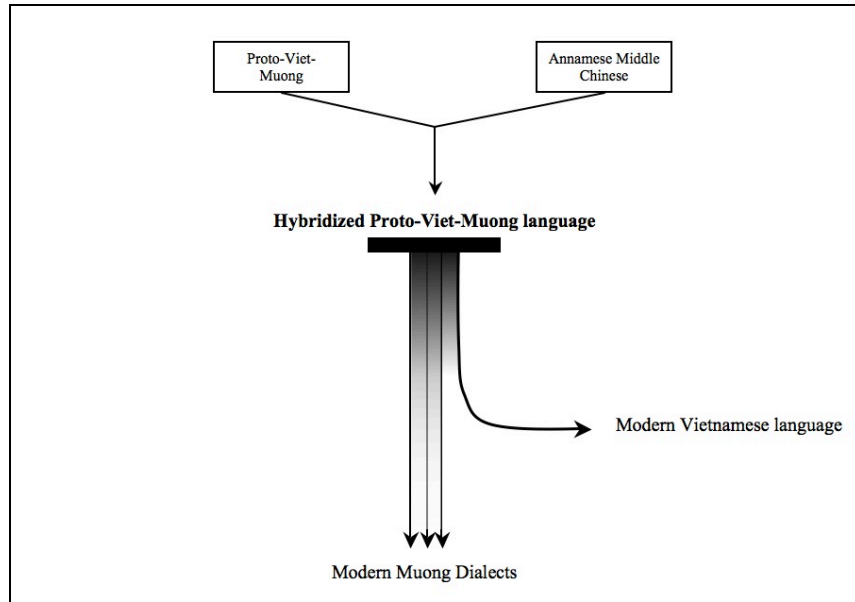 Proto-Viet-
Muong
Annamese Middle
Chinese
Hybridized Proto-Viet-Muong language
Modern Vietnamese language
Modern Muong Dialects